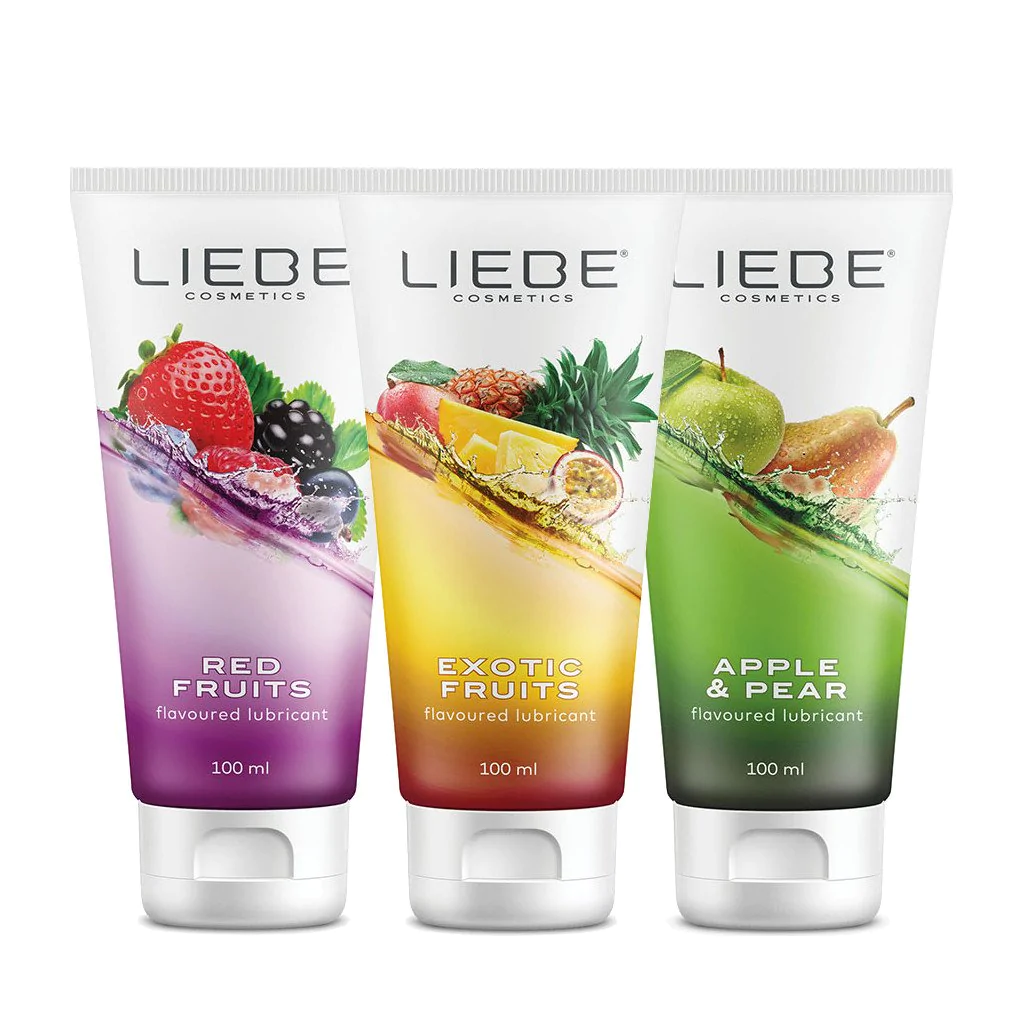 LIEBE
COSMETICS
RED
FRUITS
flavoured lubricant
100 ml
LIEBE®
COSMETICS
EXOTIC
FRUITS
flavoured lubricant
100 ml
LIEBE®
COSMETICS
APPLE
& PEAR
flavoured lubricant
100 ml